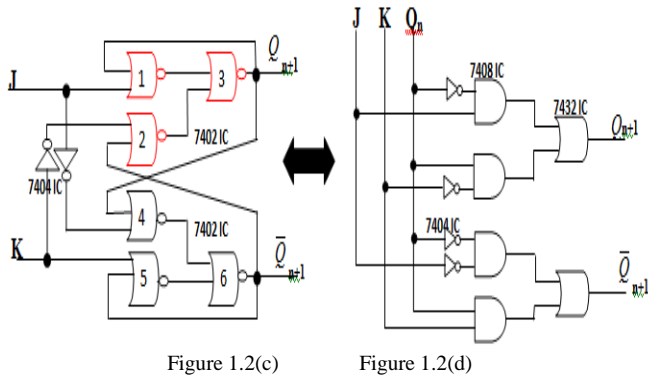 J K Qn
Q n+1
7408 IC
J
1
3
7432 IC
Qn+1
2
7402 IC
7404 IC
4
7402 IC
7404 IC
Q̅ n+1
K
5
6
Q̅ n+1
Figure 1.2(c) Figure 1.2(d)